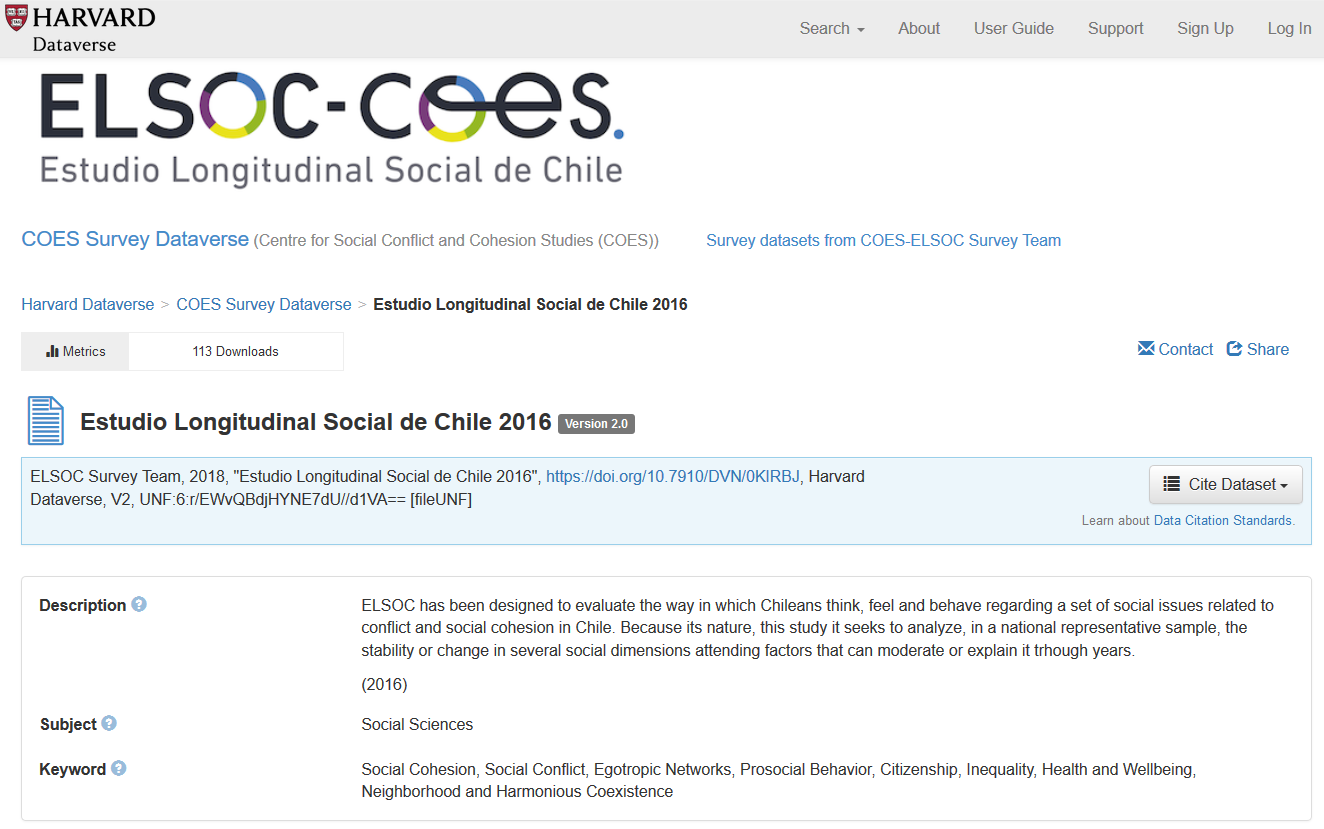 HARVARD
Dataverse
Search About User Guide Support Sign Up Log In
ELSOC-COES.
Estudio Longitudinal Social de Chile
COES Survey Dataverse (Centre for Social Conflict and Cohesion Studies (COES)) Survey datasets from COES-ELSOC Survey Team
Harvard Dataverse > COES Survey Dataverse > Estudio Longitudinal Social de Chile 2016
Metrics 113 Downloads Contact Share
Estudio Longitudinal Social de Chile 2016 Version 2.0
ELSOC Survey Team, 2018, "Estudio Longitudinal Social de Chile 2016", https://doi.org/10.7910/DVN/0KIRBJ, Harvard
Dataverse, V2, UNF:6:r/EWvQBdjHYNE7dU//d1VA== [fileUNF]
Cite Dataset
Learn about Data Citation Standards.
Description ELSOC has been designed to evaluate the way in which Chileans think, feel and behave regarding a set of social issues related to
conflict and social cohesion in Chile. Because its nature, this study it seeks to analyze, in a national representative sample, the
stability or change in several social dimensions attending factors that can moderate or explain it trhough years.
(2016)
Subject Social Sciences
Keyword Social Cohesion, Social Conflict, Egotropic Networks, Prosocial Behavior, Citizenship, Inequality, Health and Wellbeing,
Neighborhood and Harmonious Coexistence